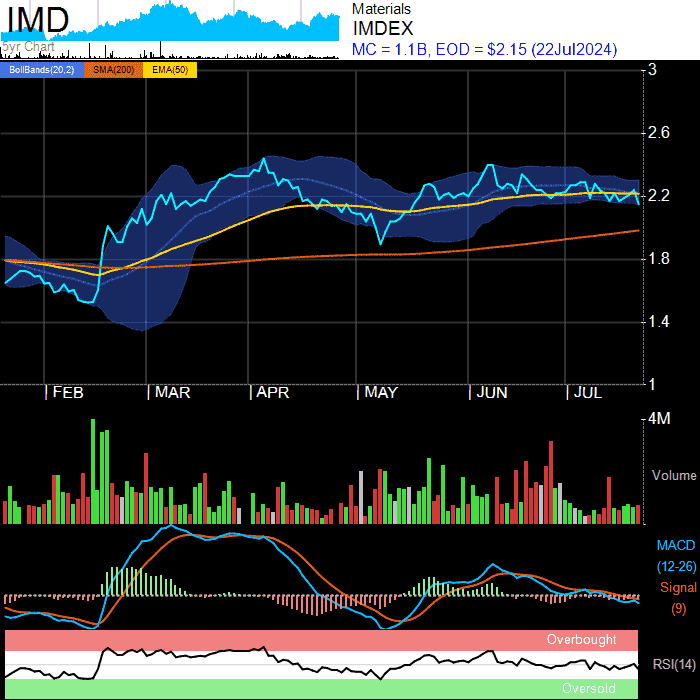 IMD
5yr Chart
Materials
IMDEX
MC = 1.1B, EOD = $2.15 (22Jul2024)
BollBands(20,2) SMA(200) EMA(50)
3
2.6
2.2
1.8
1.4
1
FEB MAR APR MAY JUN JUL
4M
Volume
MACD
(12-26)
Signal
(9)
Overbought
RSI(14)
Oversold